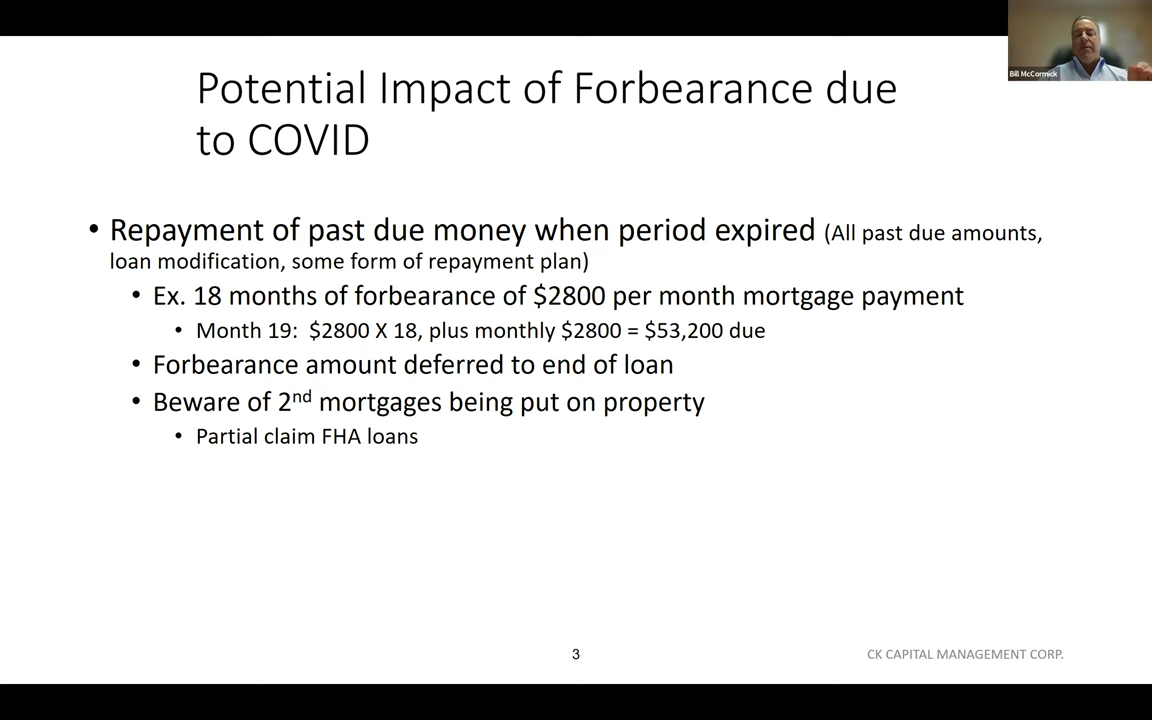 Bill McCormick
Potential Impact of Forbearance due
to COVID
• Repayment of past due money when period expired (All past due amounts,
loan modification, some form of repayment plan)
• Ex. 18 months of forbearance of $2800 per month mortgage payment
• Month 19:  $2800 X 18, plus monthly $2800 = $53,200 due
• Forbearance amount deferred to end of loan
• Beware of 2nd mortgages being put on property
• Partial claim FHA loans
3
CK CAPITAL MANAGEMENT CORP.